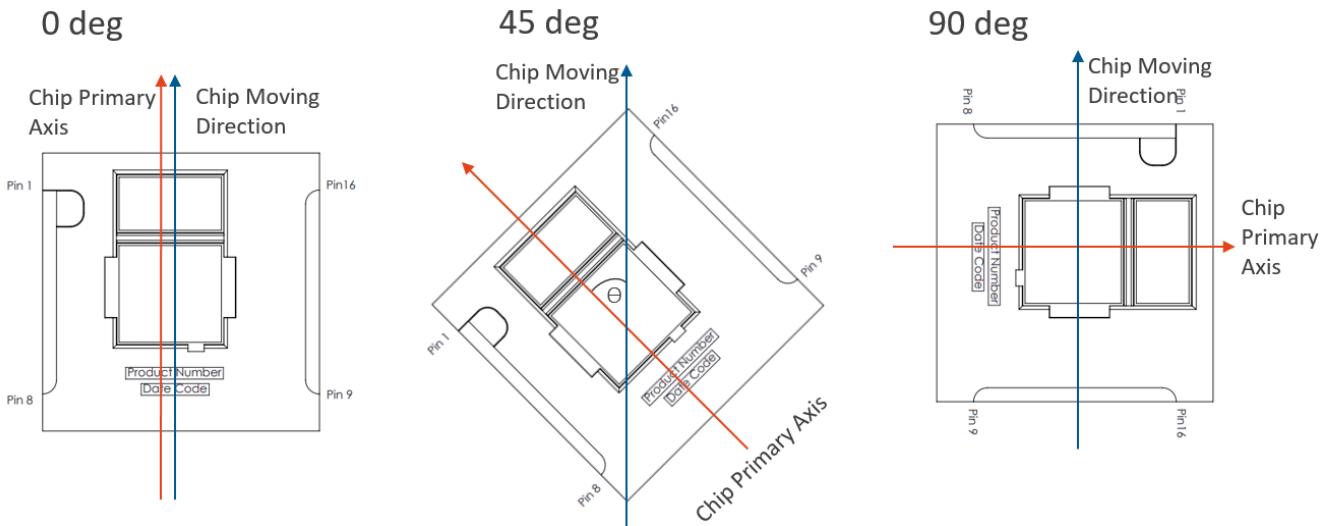 0 deg
Chip Primary
Axis
Chip Moving
Direction
Pin 1
Pin16
Pin 8
Pin 9
Product Number
Date Code
45 deg
Chip Moving
Direction
Pin16
Pin 9
Pin 1
Pin 8
Θ
Product Number
Date Code
Chip Primary Axis
90 deg
Chip Moving
Direction
Pin 8
Pin 1
Product Number
Date Code
Chip
Primary
Axis
Pin 9
Pin16